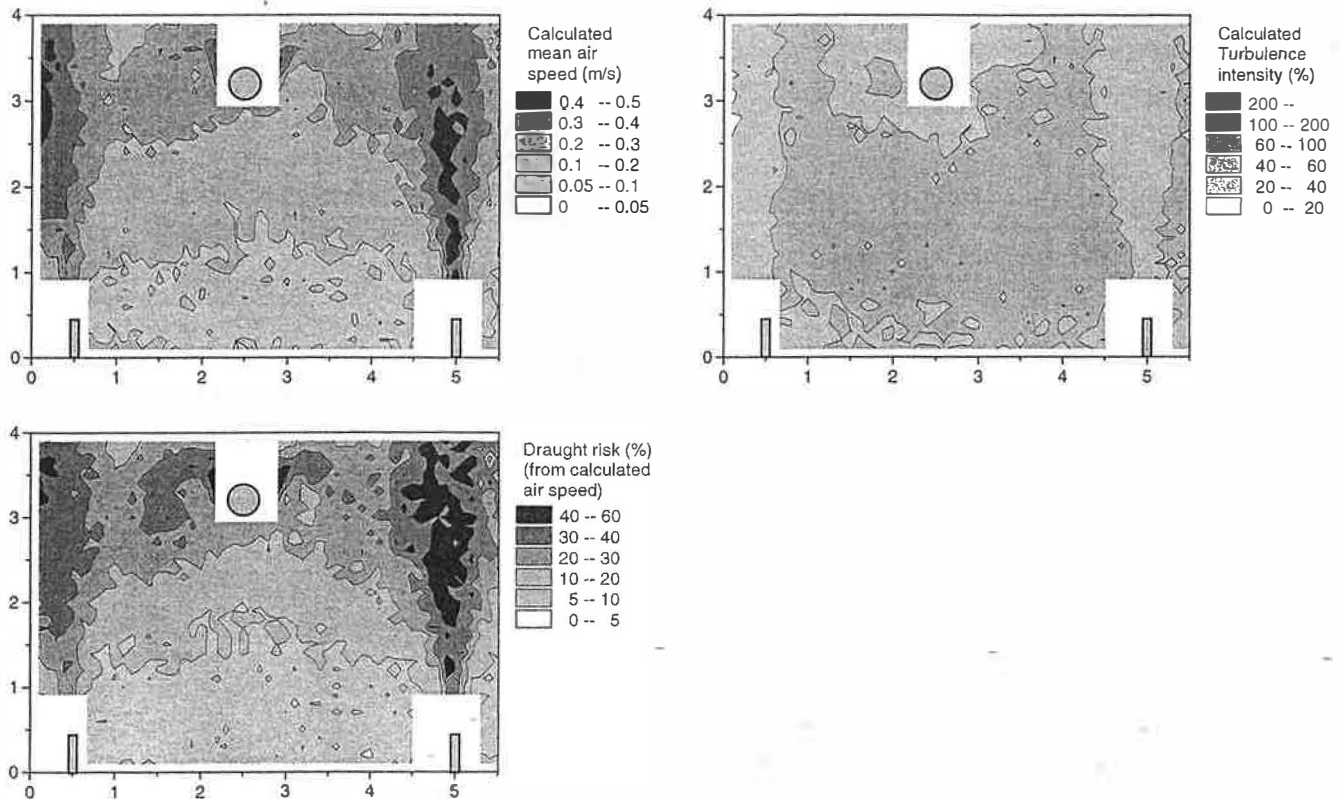 4
3
2
1
0
0 1 2 3 4 5
Calculated
mean air
speed (m/s)
0.4 -- 0.5
0.3 -- 0.4
0.2 -- 0.3
0.1 -- 0.2
0.05 -- 0.1
0 -- 0.05
4
3
2
1
0
0 1 2 3 4 5
Calculated
Turbulence
intensity (%)
200 --
100 -- 200
60 -- 100
40 -- 60
20 -- 40
0 -- 20
4
3
2
1
0
0 1 2 3 4 5
Draught risk (%)
(from calculated
air speed)
40 -- 60
30 -- 40
20 -- 30
10 -- 20
5 -- 10
0 -- 5